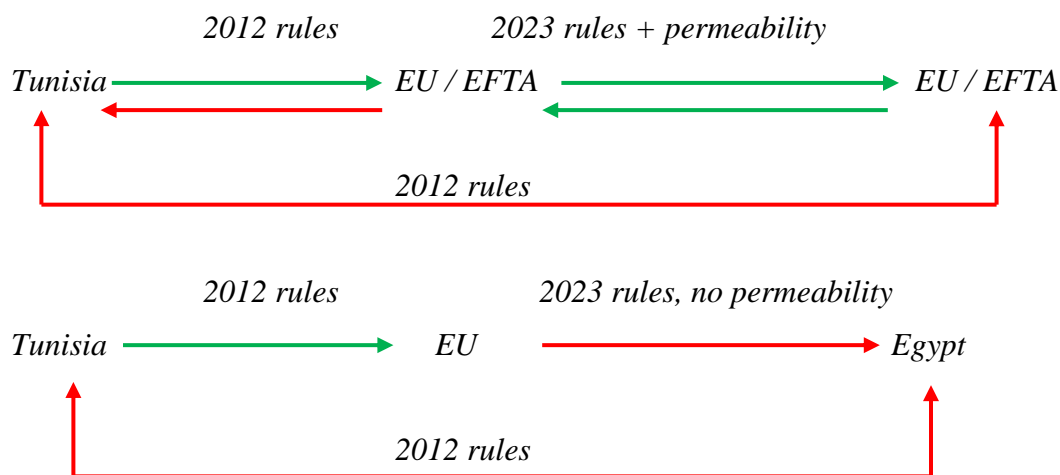 2012 rules 2023 rules + permeability
Tunisia EU / EFTA EU / EFTA
2012 rules
2012 rules 2023 rules, no permeability
Tunisia EU Egypt
2012 rules